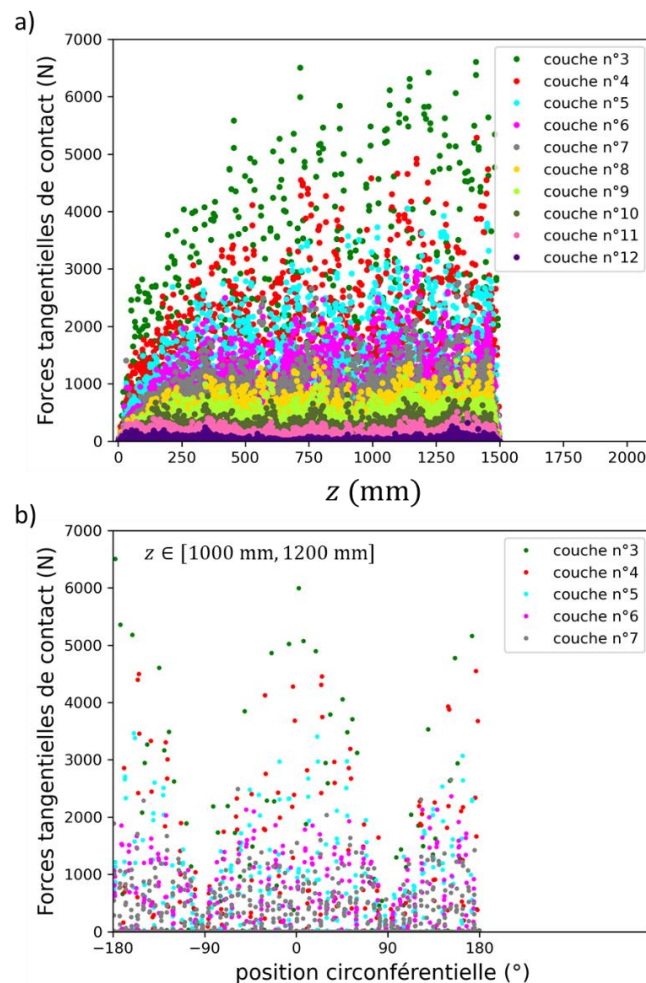 a)
Forces tangentielles de contact (N)
7000
6000
5000
4000
3000
2000
1000
0
couche n°3
couche n°4
couche n°5
couche n°6
couche n°7
couche n°8
couche n°9
couche n°10
couche n°11
couche n°12
0 250 500 750 1000 1250 1500 1750 2000
z (mm)
b)
Forces tangentielles de contact (N)
7000
6000
5000
4000
3000
2000
1000
0
z ∈ [1000 mm, 1200 mm]
couche n°3
couche n°4
couche n°5
couche n°6
couche n°7
−180 −90 0 90 180
position circonférentielle (°)